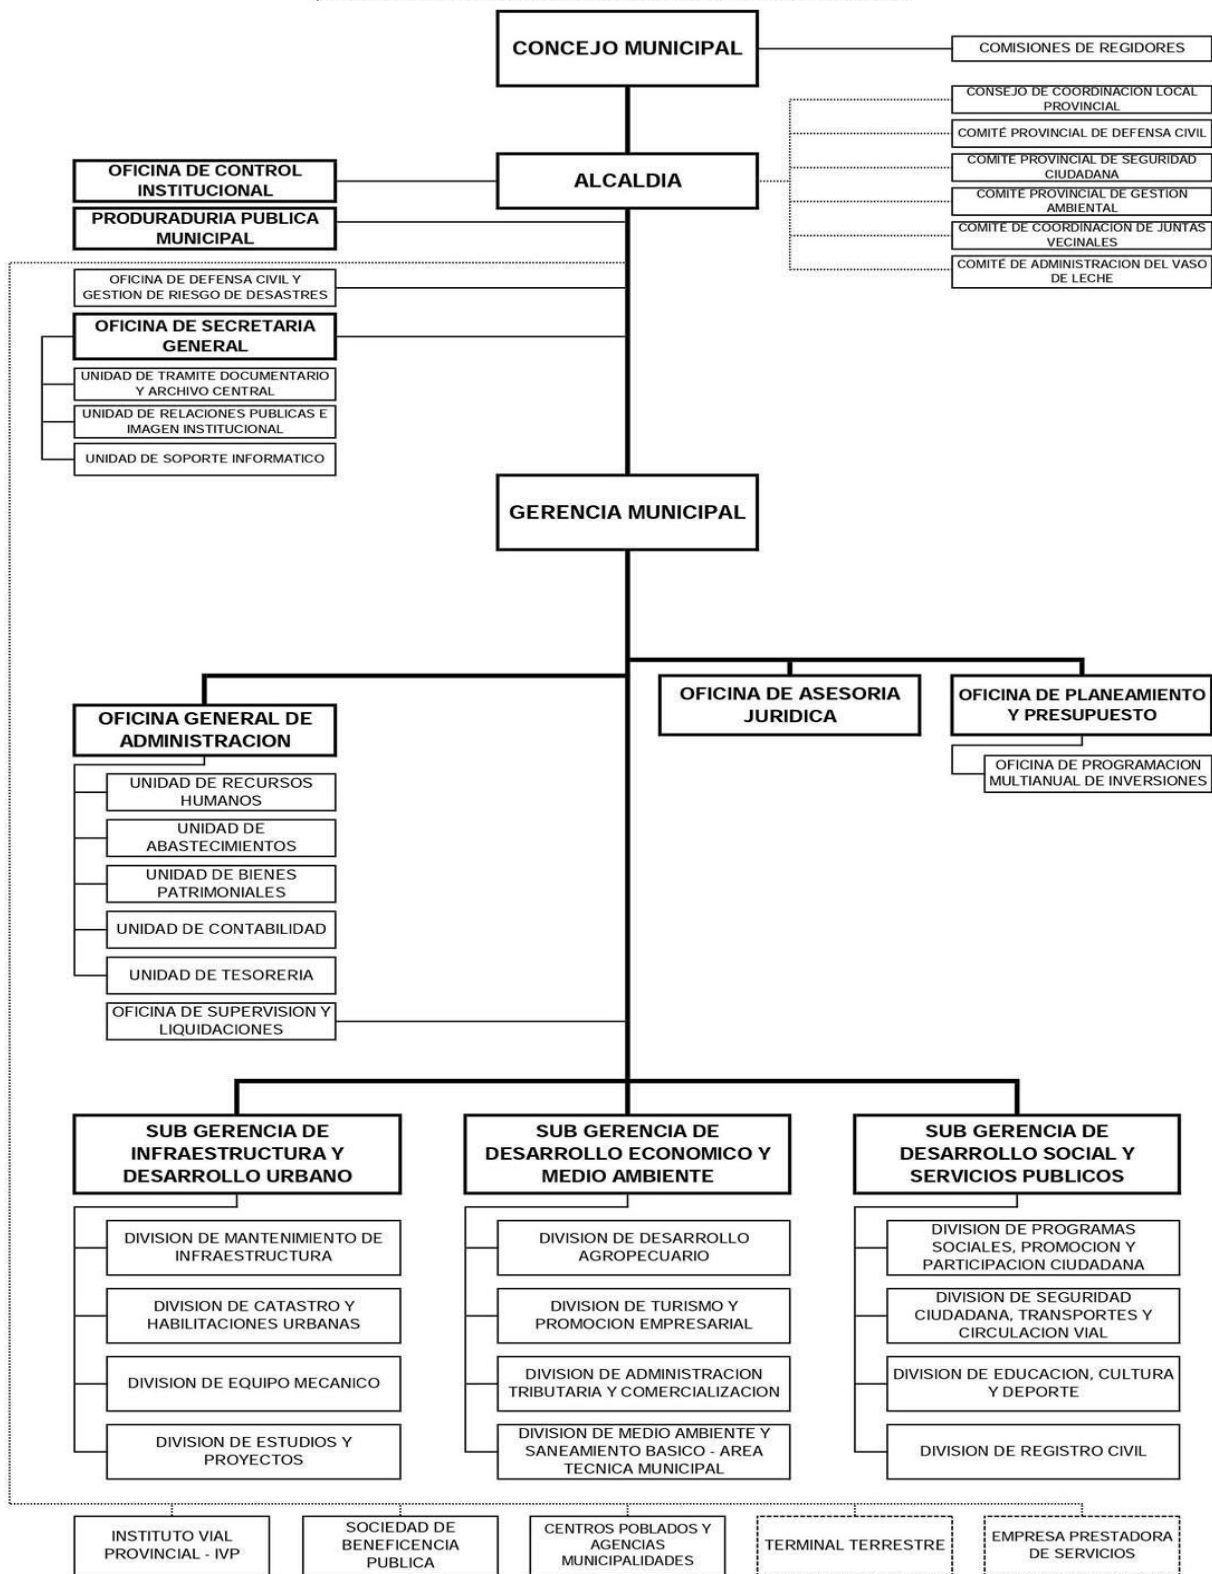 CONCEJO MUNICIPAL
COMISIONES DE REGIDORES
CONSEJO DE COORDINACION LOCAL
PROVINCIAL
COMITÉ PROVINCIAL DE DEFENSA CIVIL
COMITE PROVINCIAL DE SEGURIDAD
CIUDADANA
COMITE PROVINCIAL DE GESTION
AMBIENTAL
COMITE DE COORDINACION DE JUNTAS
VECINALES
COMITÉ DE ADMINISTRACION DEL VASO
DE LECHE
ALCALDIA
OFICINA DE CONTROL
INSTITUCIONAL
PRODURADURIA PUBLICA
MUNICIPAL
OFICINA DE DEFENSA CIVIL Y
GESTION DE RIESGO DE DESASTRES
OFICINA DE SECRETARIA
GENERAL
UNIDAD DE TRAMITE DOCUMENTARIO
Y ARCHIVO CENTRAL
UNIDAD DE RELACIONES PUBLICAS E
IMAGEN INSTITUCIONAL
UNIDAD DE SOPORTE INFORMATICO
GERENCIA MUNICIPAL
OFICINA GENERAL DE
ADMINISTRACION
OFICINA DE ASESORIA
JURIDICA
OFICINA DE PLANEAMIENTO
Y PRESUPUESTO
OFICINA DE PROGRAMACION
MULTIANUAL DE INVERSIONES
UNIDAD DE RECURSOS
HUMANOS
UNIDAD DE
ABASTECIMIENTOS
UNIDAD DE BIENES
PATRIMONIALES
UNIDAD DE CONTABILIDAD
UNIDAD DE TESORERIA
OFICINA DE SUPERVISION Y
LIQUIDACIONES
SUB GERENCIA DE
INFRAESTRUCTURA Y
DESARROLLO URBANO
DIVISION DE MANTENIMIENTO DE
INFRAESTRUCTURA
DIVISION DE CATASTRO Y
HABILITACIONES URBANAS
DIVISION DE EQUIPO MECANICO
DIVISION DE ESTUDIOS Y
PROYECTOS
SUB GERENCIA DE
DESARROLLO ECONOMICO Y
MEDIO AMBIENTE
DIVISION DE DESARROLLO
AGROPECUARIO
DIVISION DE TURISMO Y
PROMOCION EMPRESARIAL
DIVISION DE ADMINISTRACION
TRIBUTARIA Y COMERCIALIZACION
DIVISION DE MEDIO AMBIENTE Y
SANEAMIENTO BASICO - AREA
TECNICA MUNICIPAL
SUB GERENCIA DE
DESARROLLO SOCIAL Y
SERVICIOS PUBLICOS
DIVISION DE PROGRAMAS
SOCIALES, PROMOCION Y
PARTICIPACION CIUDADANA
DIVISION DE SEGURIDAD
CIUDADANA, TRANSPORTES Y
CIRCULACION VIAL
DIVISION DE EDUCACION, CULTURA
Y DEPORTE
DIVISION DE REGISTRO CIVIL
INSTITUTO VIAL
PROVINCIAL - IVP
SOCIEDAD DE
BENEFICENCIA
PUBLICA
CENTROS POBLADOS Y
AGENCIAS
MUNICIPALIDADES
TERMINAL TERRESTRE
EMPRESA PRESTADORA
DE SERVICIOS